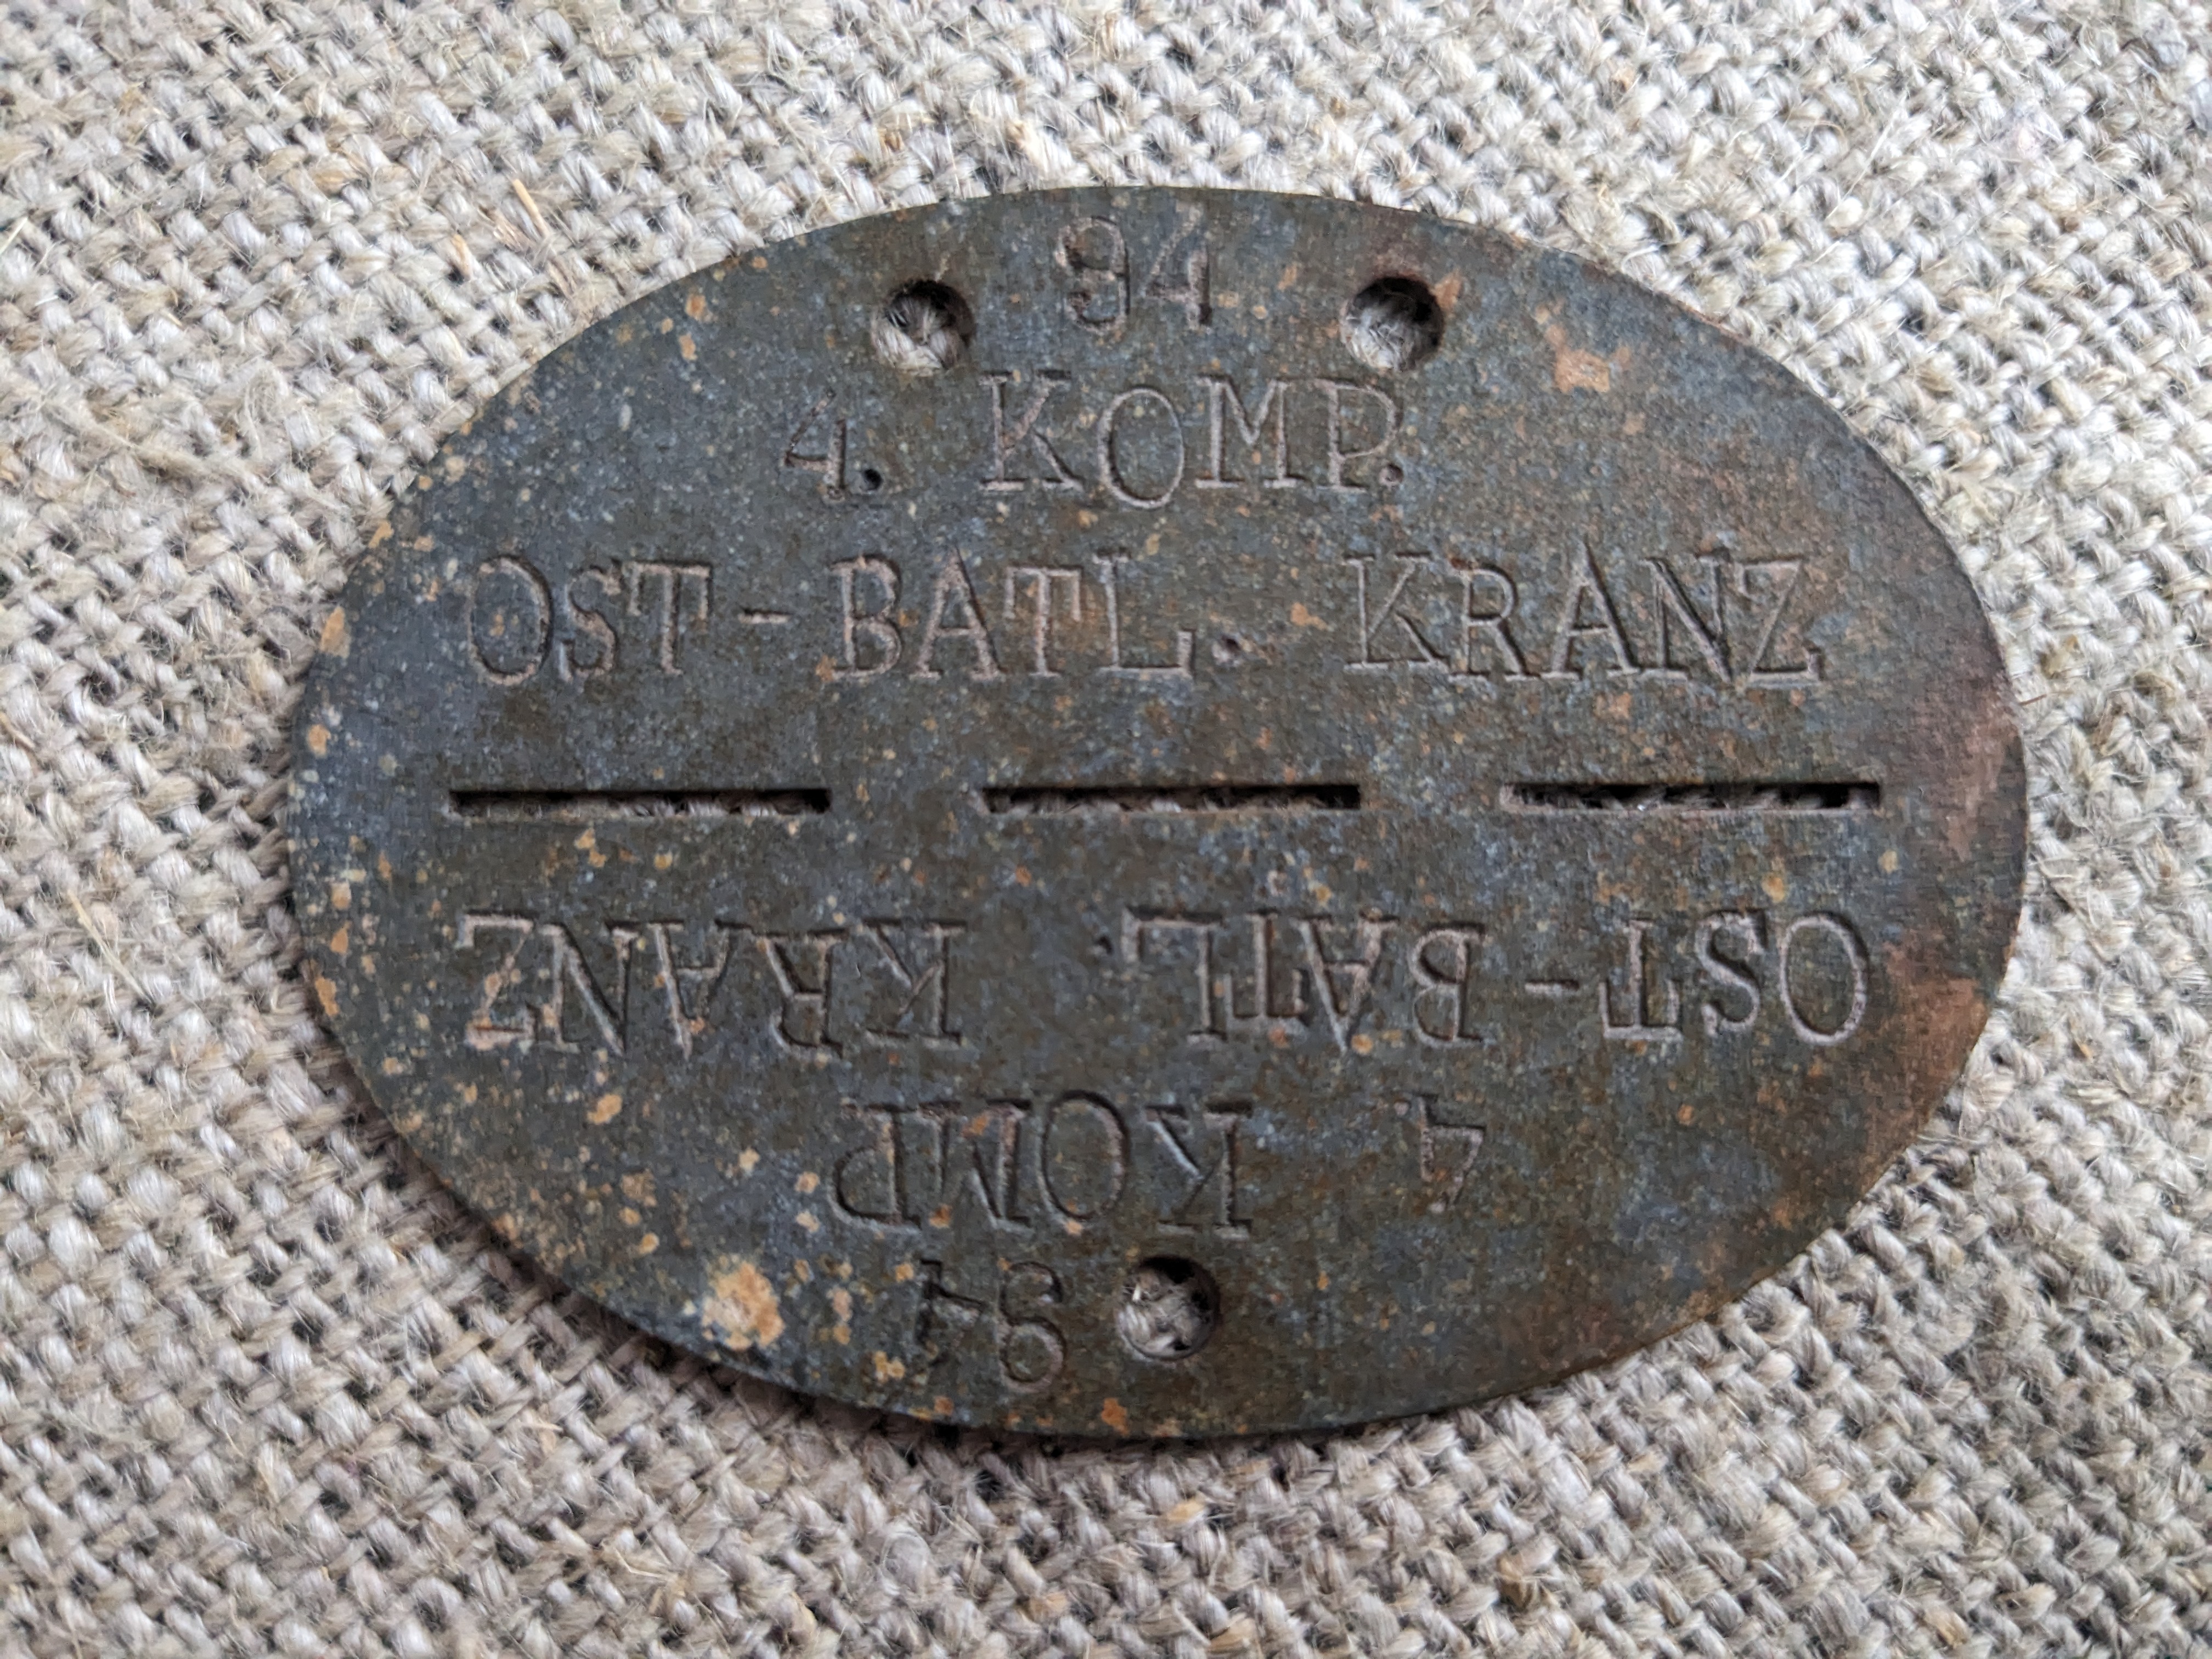 94
4. KOMP.
OST-BATL. KRANZ
OST-BATL. KRANZ
4 KOMP
94